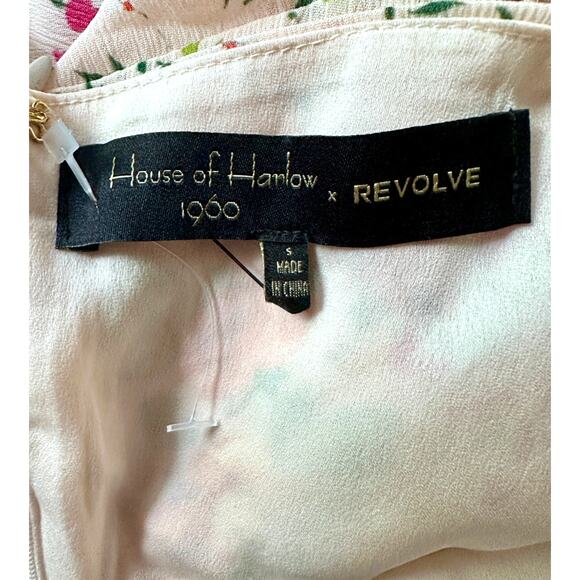 House of Harlow x REVOLVE
1960
S
MADE
IN CHINA